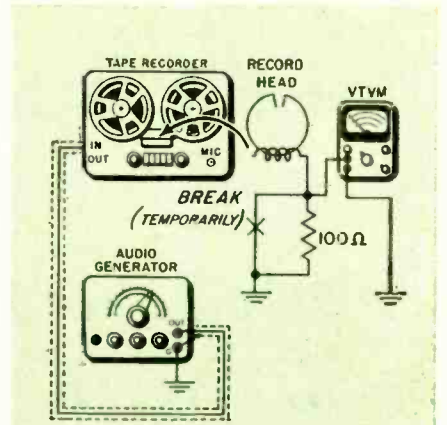 TAPE RECORDER
RECORD
HEAD
VTVM
IN
OUT
MIC
BREAK
(TEMPORARILY)
100Ω
AUDIO
GENERATOR
OUT